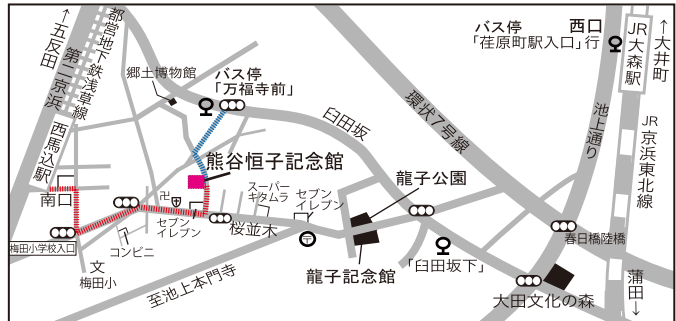 ↑五反田
第二京浜
都営地下鉄浅草線
西馬込駅
南口
梅田小学校入口
文
梅田小
コンビニ
郷土博物館
バス停
「万福寺前」
熊谷恒子記念館
卍
セブン
イレブン
スーパー
キタムラ
セブン
イレブン
桜並木
〒
至池上本門寺
臼田坂
環状7号線
龍子公園
龍子記念館
「臼田坂下」
大田文化の森
春日橋陸橋
池上通り
バス停
「荏原町駅入口」行
西口
JR
大森駅
↑大井町
JR京浜東北線
蒲田↓